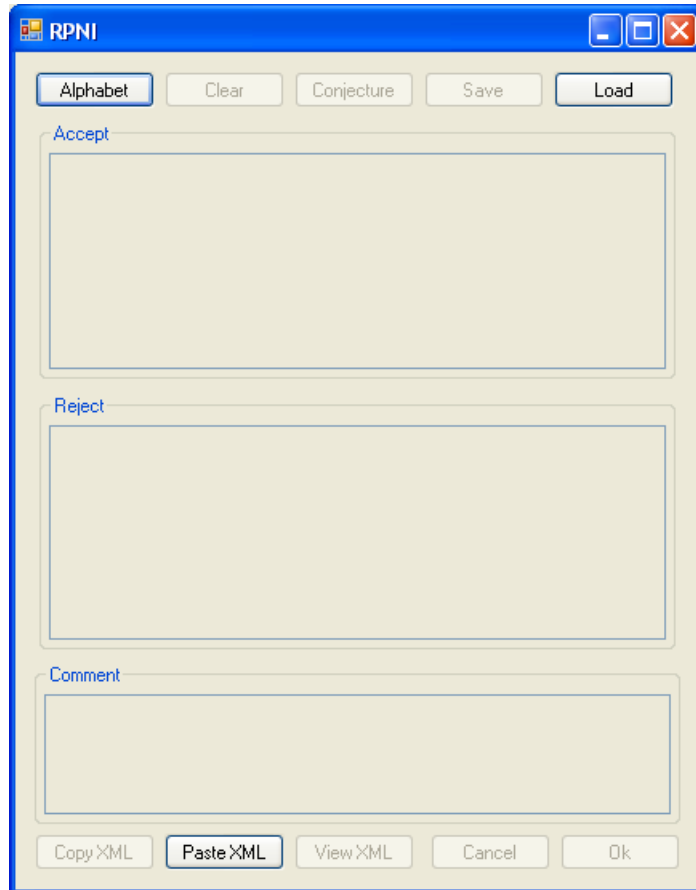 RPNI
Alphabet Clear Conjecture Save Load
Accept
Reject
Comment
Copy XML Paste XML View XML Cancel Ok